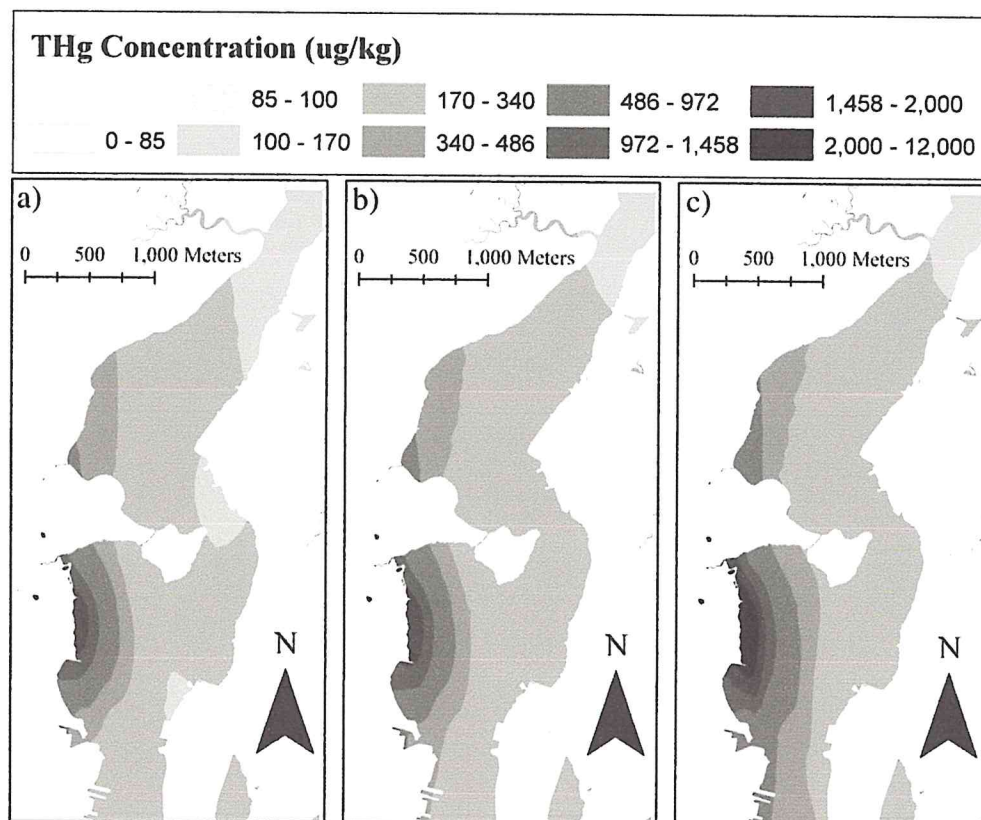 THg Concentration (ug/kg)
85 - 100 170 - 340 486 - 972 1,458 - 2,000
0 - 85 100 - 170 340 - 486 972 - 1,458 2,000 - 12,000
a) b) c)
0 500 1,000 Meters 0 500 1,000 Meters 0 500 1,000 Meters
N N N